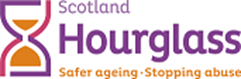 Scotland
Hourglass
Safer ageing · Stopping abuse